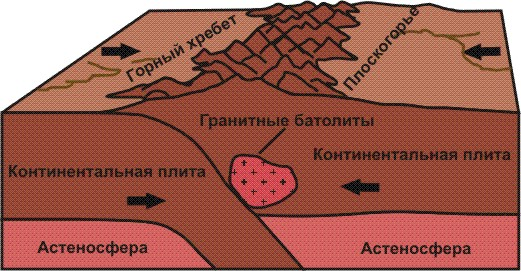 Горный хребет
Плоскогорье
Гранитные батолиты
Континентальная плита
Континентальная плита
Астеносфера
Астеносфера